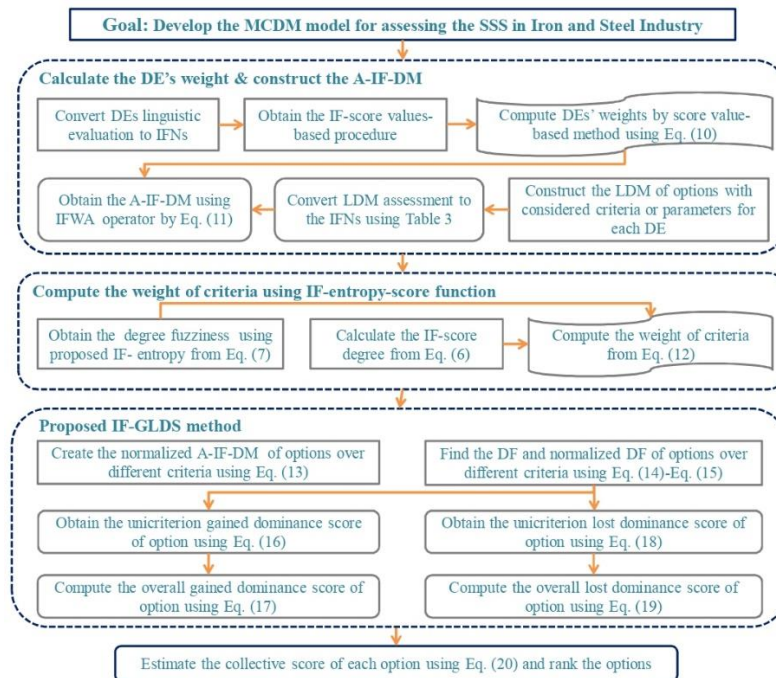 Goal: Develop the MCDM model for assessing the SSS in Iron and Steel Industry
Calculate the DE's weight & construct the A-IF-DM
Convert DEs linguistic
evaluation to IFNs
Obtain the IF-score values-
based procedure
Compute DEs' weights by score value-
based method using Eq. (10)
Obtain the A-IF-DM using
IFWA operator by Eq. (11)
Convert LDM assessment to
the IFNs using Table 3
Construct the LDM of options with
considered criteria or parameters for
each DE
Compute the weight of criteria using IF-entropy-score function
Obtain the degree fuzziness using
proposed IF- entropy from Eq. (7)
Calculate the IF-score
degree from Eq. (6)
Compute the weight of criteria
from Eq. (12)
Proposed IF-GLDS method
Create the normalized A-IF-DM of options over
different criteria using Eq. (13)
Find the DF and normalized DF of options over
different criteria using Eq. (14)-Eq. (15)
Obtain the unicriterion gained dominance score
of option using Eq. (16)
Obtain the unicriterion lost dominance score of
option using Eq. (18)
Compute the overall gained dominance score of
option using Eq. (17)
Compute the overall lost dominance score of
option using Eq. (19)
Estimate the collective score of each option using Eq. (20) and rank the options